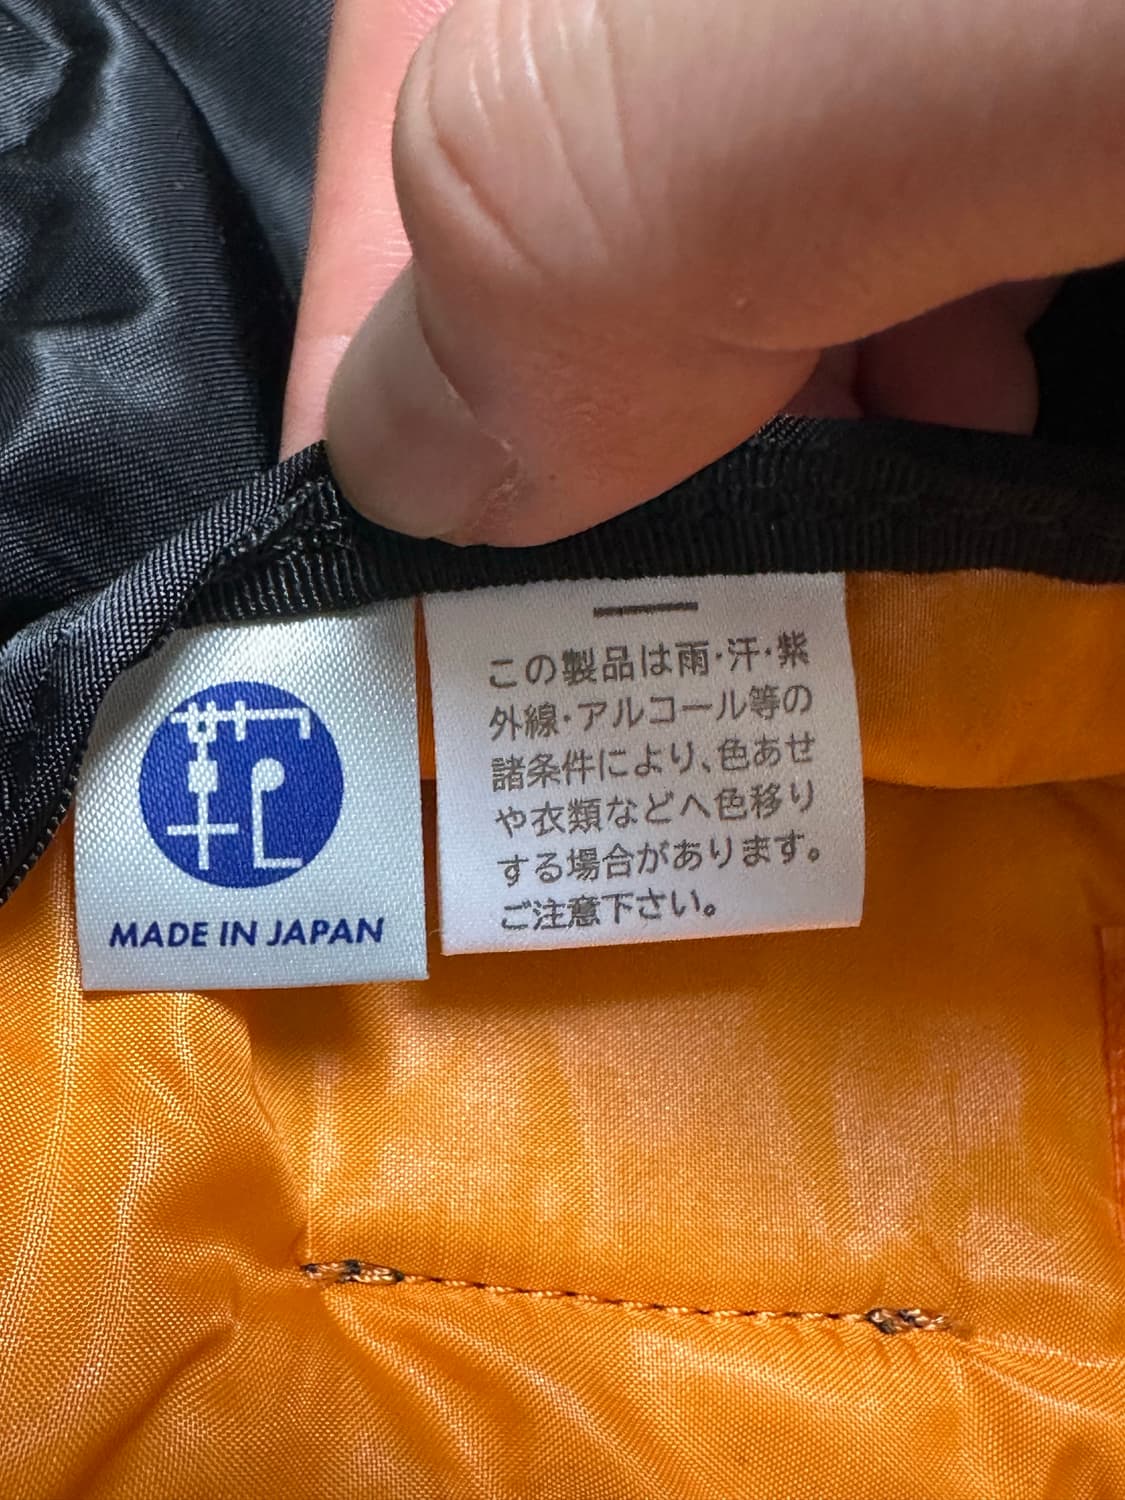 MADE IN JAPAN
この製品は雨・汗・紫
外線・アルコール等の
諸条件により、色あせ
や衣類などへ色移り
する場合があります。
ご注意下さい。